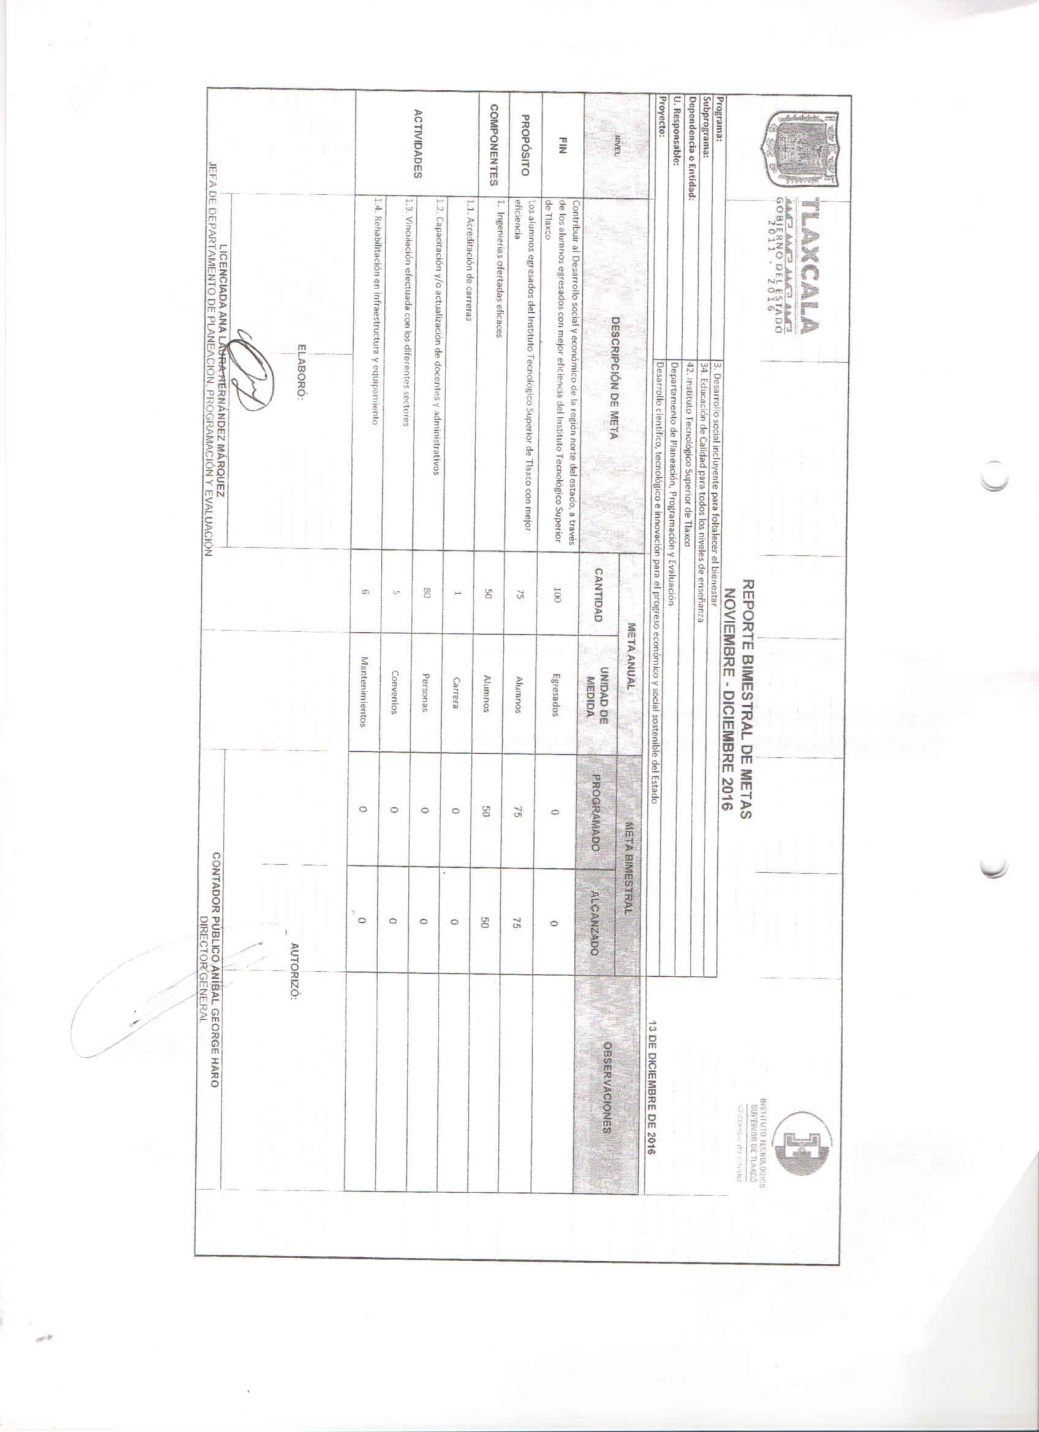 TLAXCALA
GOBIERNO DEL ESTADO
2011 - 2016
INSTITUTO TECNOLÓGICO
SUPERIOR DE TLAXCO
REPORTE BIMESTRAL DE METAS
NOVIEMBRE - DICIEMBRE 2016
Programa: 3. Desarrollo social incluyente para foltalecer el bienestar
Subprograma: 34. Educación de Calidad para todos los niveles de enseñanza
Dependencia o Entidad: 42. Instituto Tecnológico Superior de Tlaxco
U. Responsable: Departamento de Planeación, Programación y Evaluación
Proyecto: Desarrollo científico, tecnológico e innovación para el progreso económico y social sostenible del Estado
13 DE DICIEMBRE DE 2016
NIVEL DESCRIPCIÓN DE META META ANUAL META BIMESTRAL OBSERVACIONES
CANTIDAD UNIDAD DE PROGRAMADO ALCANZADO
MEDIDA
FIN
Contribuir al Desarrollo social y económico de la región norte del estado, a través
de los alumnos egresados con mejor eficiencia del Instituto Tecnológico Superior
de Tlaxco
100 Egresados 0 0
PROPÓSITO
Los alumnos egresados del Instituto Tecnologico Superior de Tlaxco con mejor
eficiencia
75 Alumnos 75 75
COMPONENTES 1. Ingenierías ofertadas eficaces 50 Alumnos 50 50
ACTIVIDADES
1.1. Acreditación de carreras 1 Carrera 0 0
1.2. Capacitación y/o actualización de docentes y administrativos 80 Personas 0 0
1.3. Vinculación efectuada con los diferentes sectores 5 Convenios 0 0
1.4. Rehabilitación en infraestructura y equipamiento 6 Mantenimientos 0 0
ELABORÓ:
LICENCIADA ANA LAURA HERNÁNDEZ MÁRQUEZ
JEFA DE DEPARTAMENTO DE PLANEACIÓN, PROGRAMACIÓN Y EVALUACIÓN
AUTORIZÓ:
CONTADOR PÚBLICO ANIBAL GEORGE HARO
DIRECTOR GENERAL